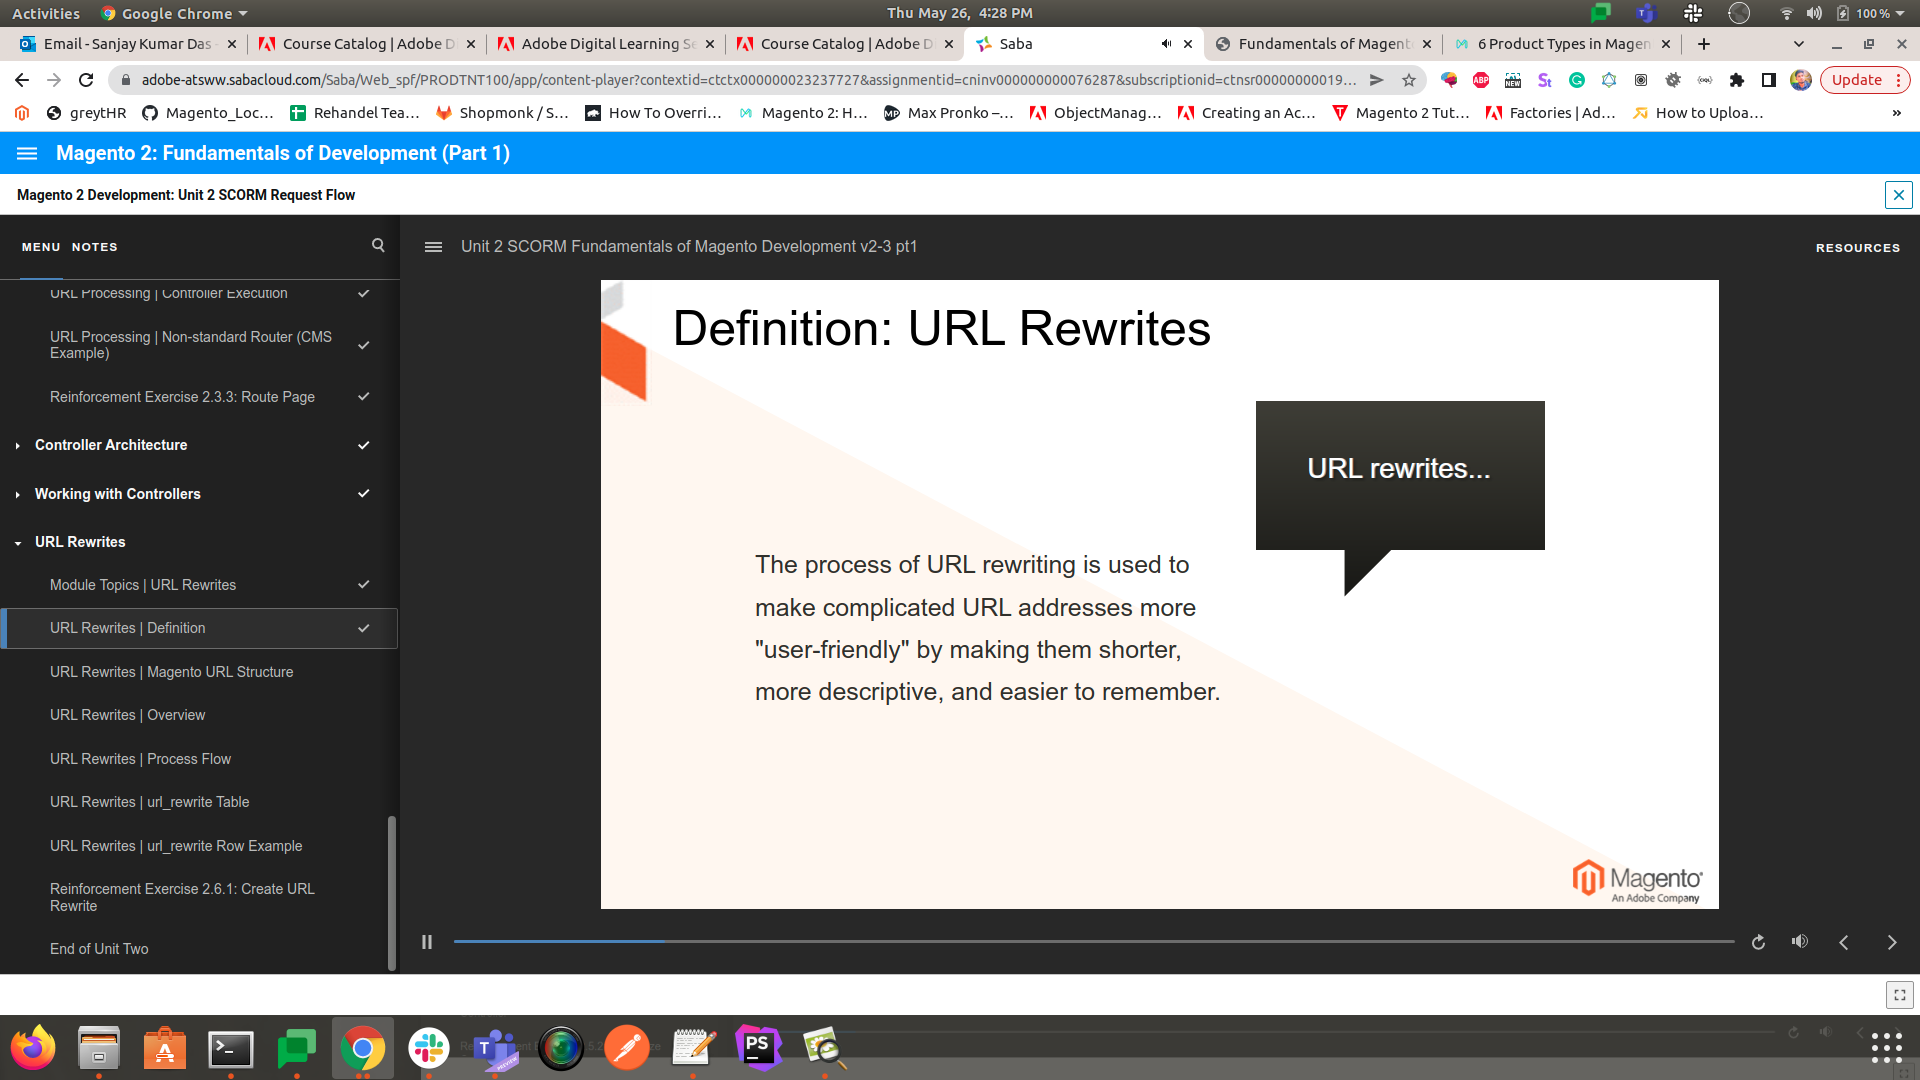 Activities
Google Chrome
Thu May 26, 4:28 PM
100 %
Email - Sanjay Kumar Das
Course Catalog | Adobe D
Adobe Digital Learning Se
Course Catalog | Adobe D
Saba
Fundamentals of Magent
6 Product Types in Magen
adobe-atsww.sabacloud.com/Saba/Web_spf/PRODTNT100/app/content-player?contextid=ctctx000000023237727&assignmentid=cninv000000000076287&subscriptionid=ctnsr00000000019...
ABP
NEW
Update
greytHR
Magento_Loc...
Rehandel Tea...
Shopmonk / S...
How To Overri...
Magento 2: H...
Max Pronko –...
ObjectManag...
Creating an Ac...
Magento 2 Tut...
Factories | Ad...
How to Uploa...
Magento 2: Fundamentals of Development (Part 1)
Magento 2 Development: Unit 2 SCORM Request Flow
MENU NOTES
Unit 2 SCORM Fundamentals of Magento Development v2-3 pt1
RESOURCES
URL Processing | Controller Execution
URL Processing | Non-standard Router (CMS
Example)
Reinforcement Exercise 2.3.3: Route Page
Controller Architecture
Working with Controllers
URL Rewrites
Module Topics | URL Rewrites
URL Rewrites | Definition
URL Rewrites | Magento URL Structure
URL Rewrites | Overview
URL Rewrites | Process Flow
URL Rewrites | url_rewrite Table
URL Rewrites | url_rewrite Row Example
Reinforcement Exercise 2.6.1: Create URL
Rewrite
End of Unit Two
Definition: URL Rewrites
URL rewrites...
The process of URL rewriting is used to
make complicated URL addresses more
"user-friendly" by making them shorter,
more descriptive, and easier to remember.
Magento
An Adobe Company
PS